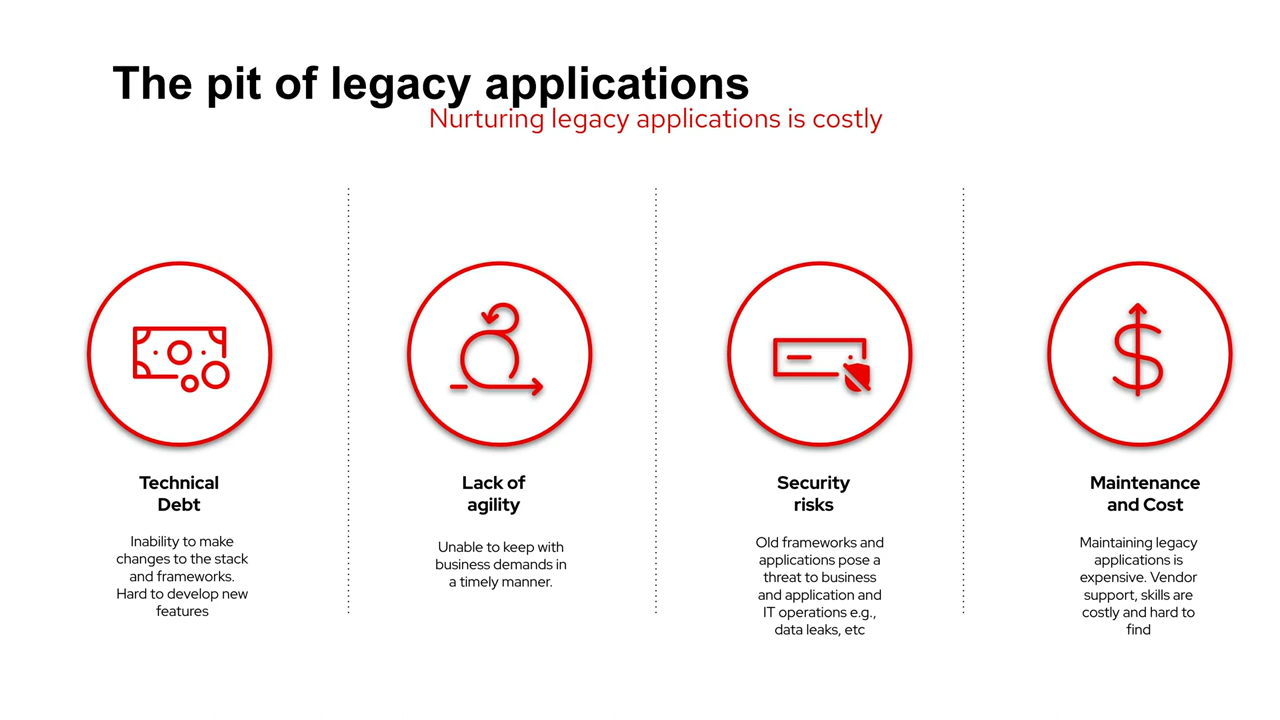 The pit of legacy applications
Nurturing legacy applications is costly
Technical
Debt
Inability to make
changes to the stack
and frameworks.
Hard to develop new
features
Lack of
agility
Unable to keep with
business demands in
a timely manner.
Security
risks
Old frameworks and
applications pose a
threat to business
and application and
IT operations e.g.,
data leaks, etc
Maintenance
and Cost
Maintaining legacy
applications is
expensive. Vendor
support, skills are
costly and hard to
find